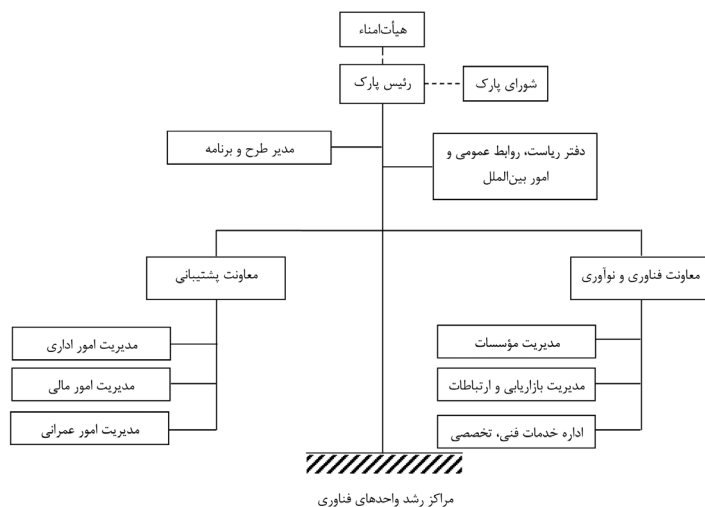 هیأت‌امناء
رئیس پارک
شورای پارک
مدیر طرح و برنامه
دفتر ریاست، روابط عمومی و
امور بین‌الملل
معاونت فناوری و نوآوری
معاونت پشتیبانی
مدیریت مؤسسات
مدیریت بازاریابی و ارتباطات
اداره خدمات فنی، تخصصی
مدیریت امور اداری
مدیریت امور مالی
مدیریت امور عمرانی
مراکز رشد واحدهای فناوری